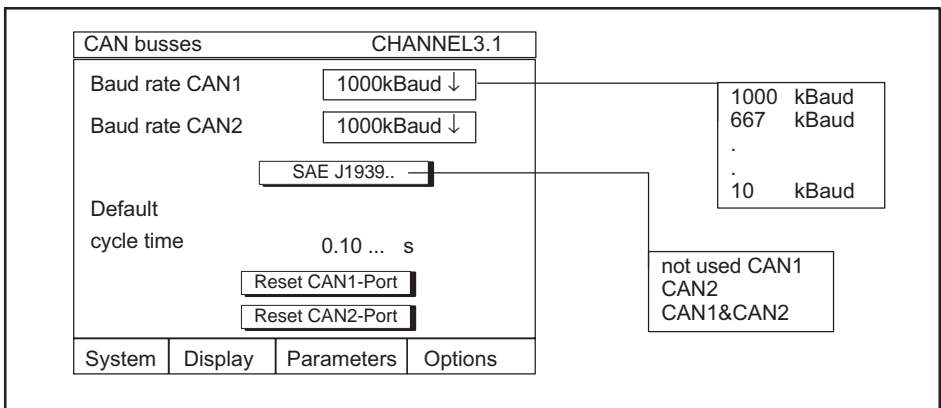 CAN busses CHANNEL3.1
Baud rate CAN1 1000kBaud ↓
Baud rate CAN2 1000kBaud ↓
SAE J1939..
Default
cycle time 0.10 ... s
Reset CAN1-Port
Reset CAN2-Port
System Display Parameters Options
1000 kBaud
667 kBaud
.
.
10 kBaud
not used CAN1
CAN2
CAN1&CAN2